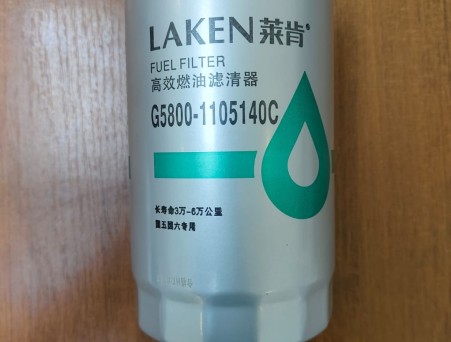 LAKEN莱肯®
FUEL FILTER
高效燃油滤清器
G5800-1105140C
长寿命3万-6万公里
国五国六专用